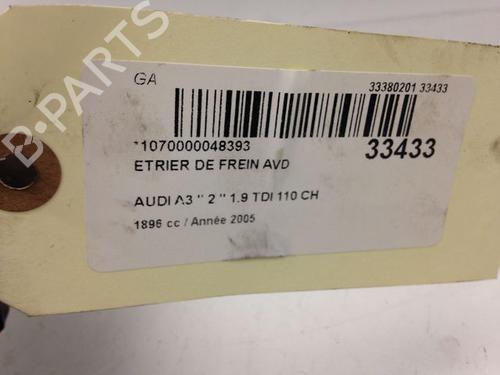 GA
33380201 33433
*1070000048393
33433
ETRIER DE FREIN AVD
AUDI A3 " 2 " 1.9 TDI 110 CH
1896 cc / Année 2005
B-PARTS